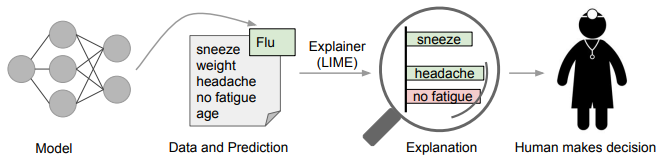 Flu
sneeze
weight
headache
no fatigue
age
Explainer
(LIME)
sneeze
headache
no fatigue
Model
Data and Prediction
Explanation
Human makes decision